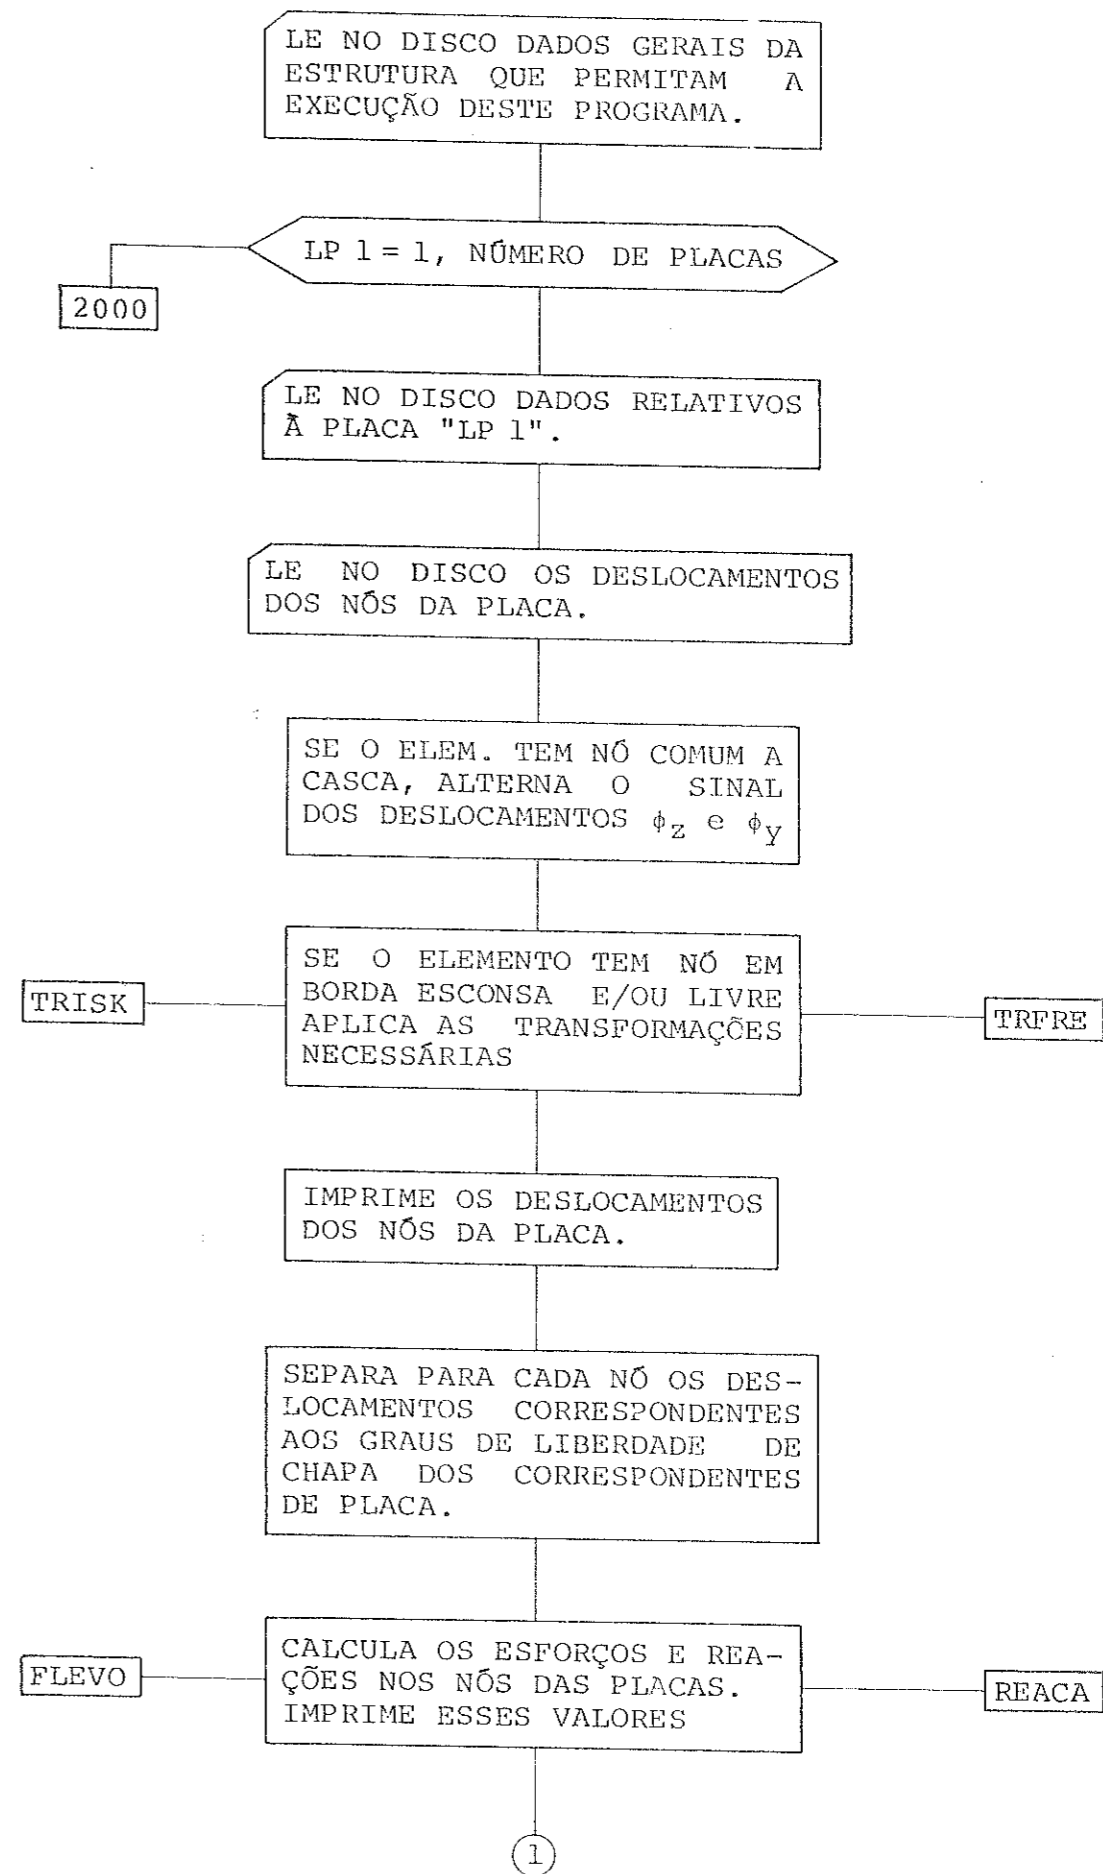 LE NO DISCO DADOS GERAIS DA
ESTRUTURA QUE PERMITAM A
EXECUÇÃO DESTE PROGRAMA.
LP 1 = 1, NÚMERO DE PLACAS
2000
LE NO DISCO DADOS RELATIVOS
À PLACA "LP 1".
LE NO DISCO OS DESLOCAMENTOS
DOS NÓS DA PLACA.
SE O ELEM. TEM NÓ COMUM A
CASCA, ALTERNA O SINAL
DOS DESLOCAMENTOS ϕz e ϕy
SE O ELEMENTO TEM NÓ EM
BORDA ESCONSA E/OU LIVRE
APLICA AS TRANSFORMAÇÕES
NECESSÁRIAS
TRISK
TRFRE
IMPRIME OS DESLOCAMENTOS
DOS NÓS DA PLACA.
SEPARA PARA CADA NÓ OS DES-
LOCAMENTOS CORRESPONDENTES
AOS GRAUS DE LIBERDADE DE
CHAPA DOS CORRESPONDENTES
DE PLACA.
CALCULA OS ESFORÇOS E REA-
ÇÕES NOS NÓS DAS PLACAS.
IMPRIME ESSES VALORES
FLEVO
REACA
1